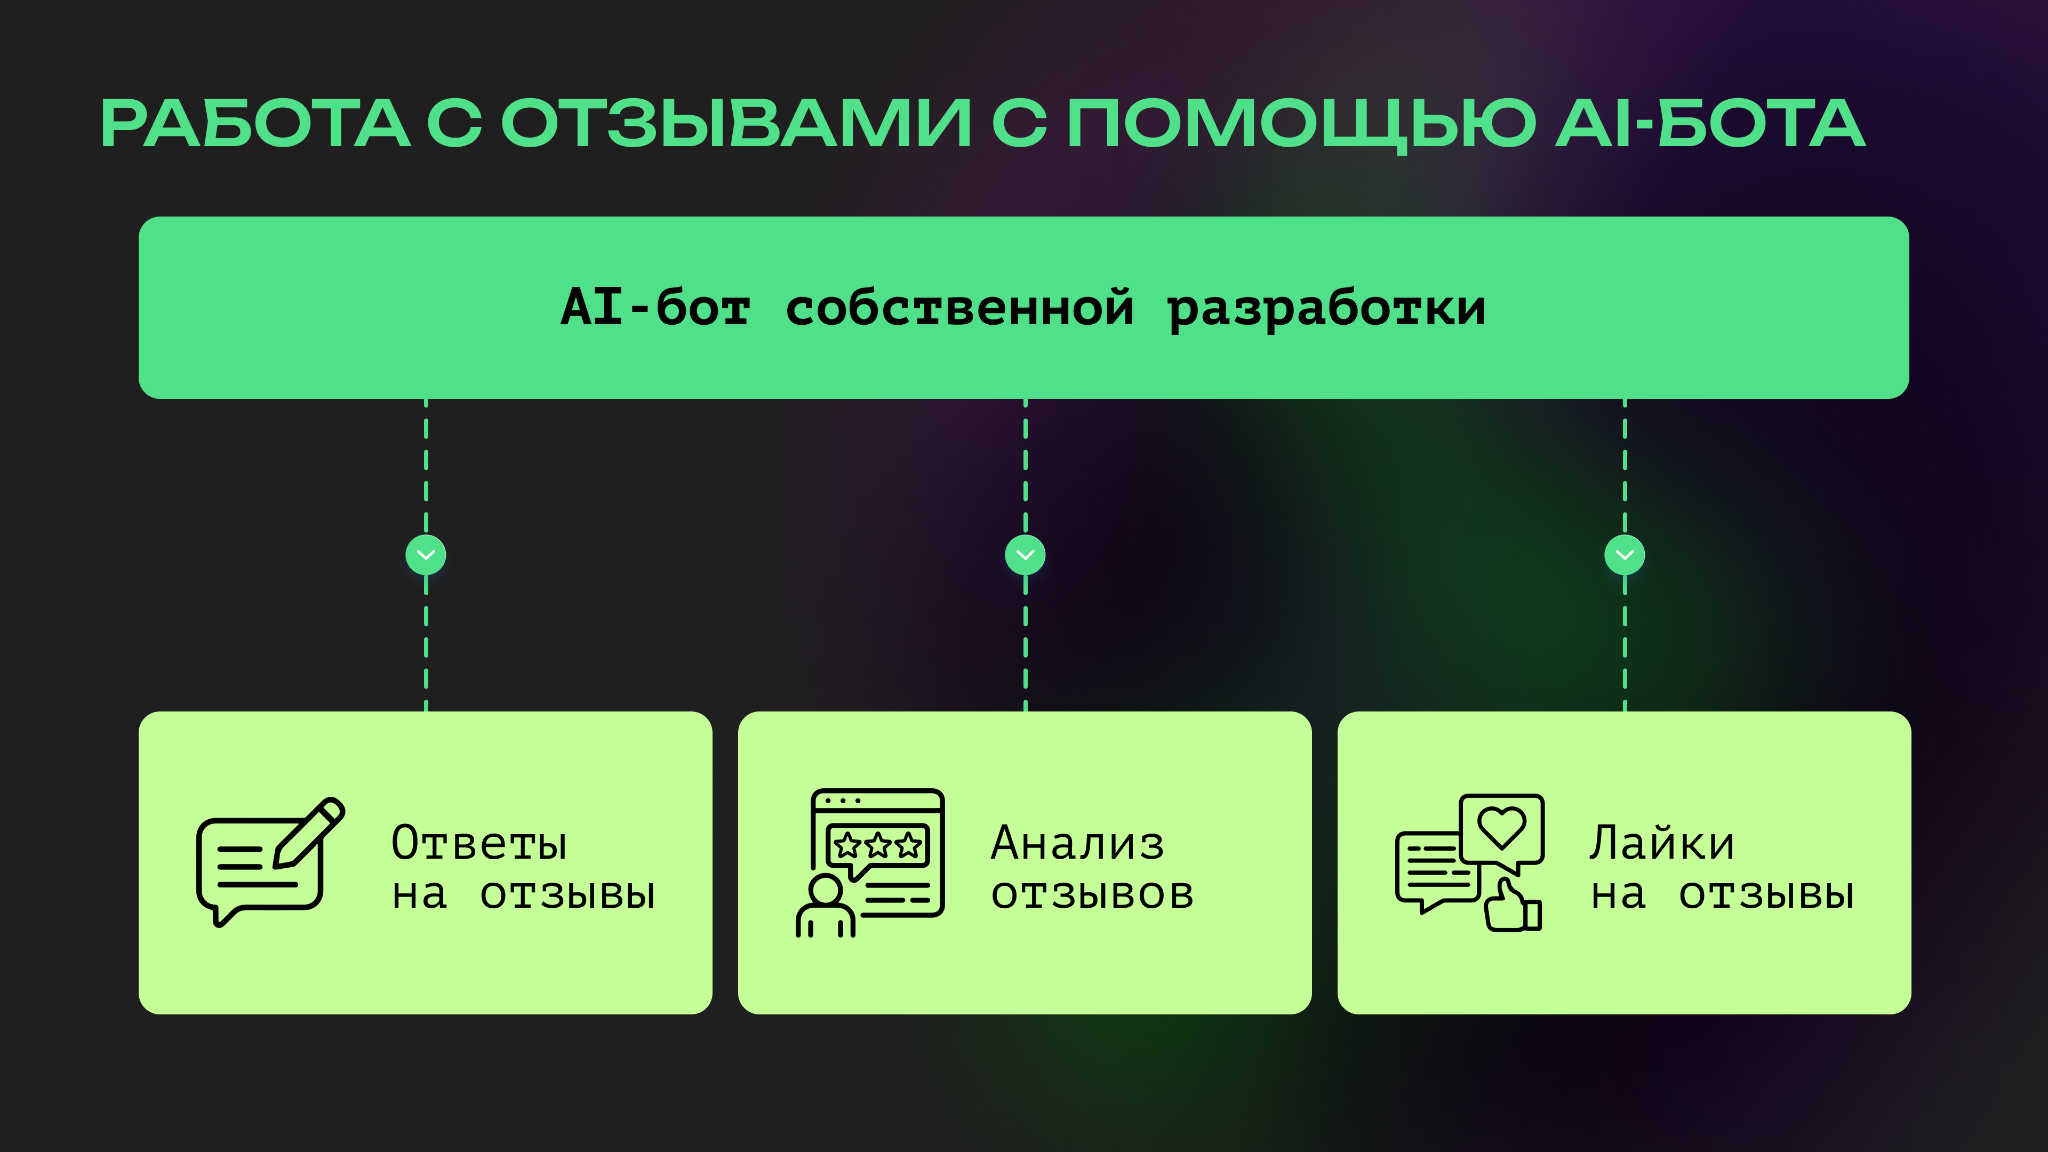 РАБОТА С ОТЗЫВАМИ С ПОМОЩЬЮ AI-БОТА
AI-бот собственной разработки
Ответы
на отзывы
Анализ
отзывов
Лайки
на отзывы